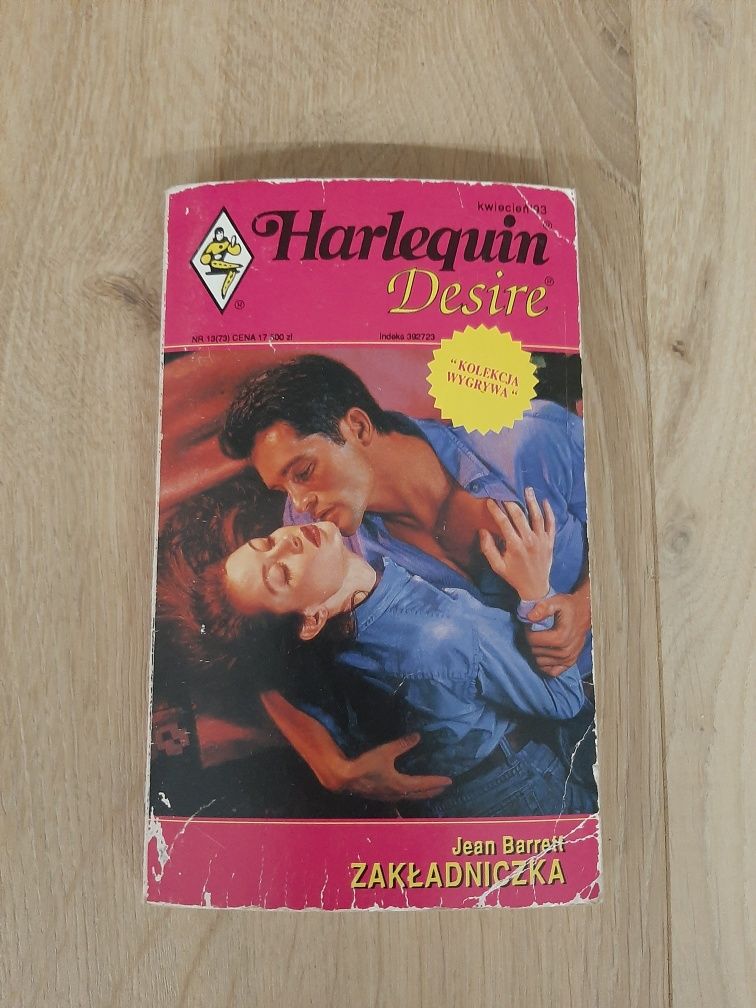 kwiecień'93
Harlequin®
Desire®
®
NR 13(73) CENA 17 500 zł indeks 392723
"KOLEKCJA
WYGRYWA"
Jean Barrett
ZAKŁADNICZKA